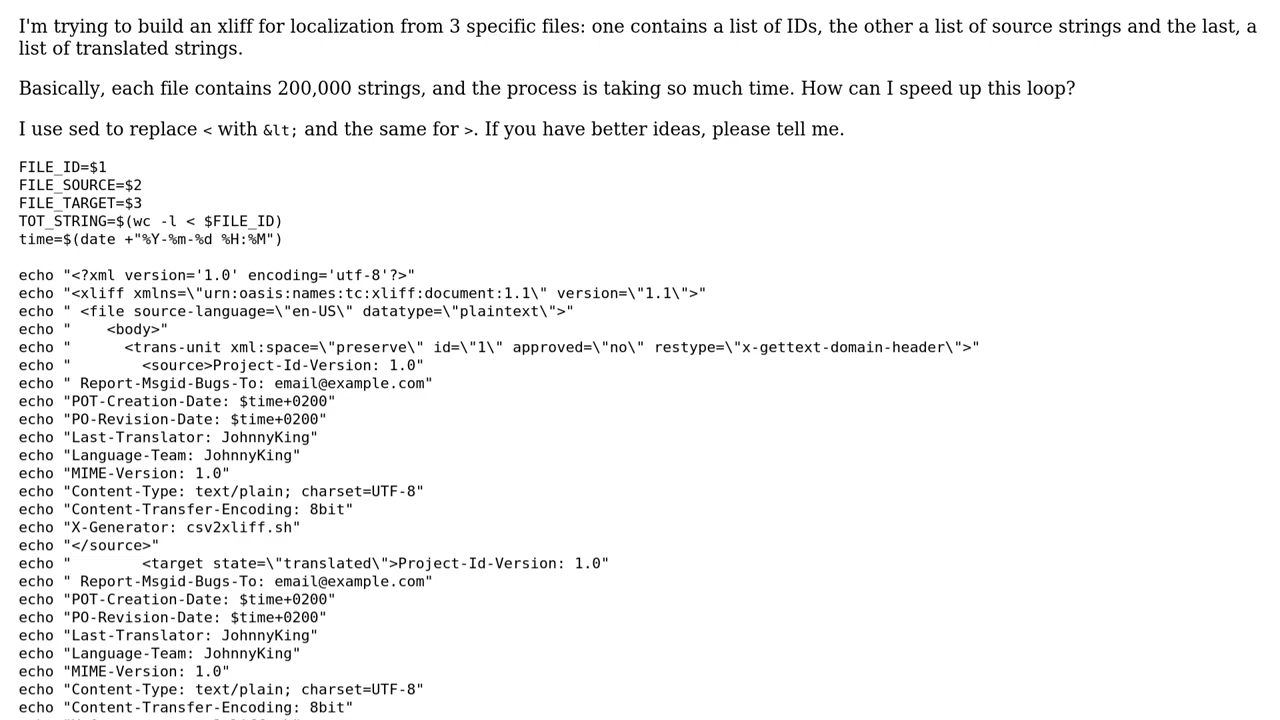 I'm trying to build an xliff for localization from 3 specific files: one contains a list of IDs, the other a list of source strings and the last, a
list of translated strings.
Basically, each file contains 200,000 strings, and the process is taking so much time. How can I speed up this loop?
I use sed to replace < with &lt; and the same for >. If you have better ideas, please tell me.
FILE_ID=$1
FILE_SOURCE=$2
FILE_TARGET=$3
TOT_STRING=$(wc -l < $FILE_ID)
time=$(date +"%Y-%m-%d %H:%M")
echo "<?xml version='1.0' encoding='utf-8'?>"
echo "<xliff xmlns=\"urn:oasis:names:tc:xliff:document:1.1\" version=\"1.1\">"
echo " <file source-language=\"en-US\" datatype=\"plaintext\">"
echo "    <body>"
echo "      <trans-unit xml:space=\"preserve\" id=\"1\" approved=\"no\" restype=\"x-gettext-domain-header\">"
echo "        <source>Project-Id-Version: 1.0"
echo " Report-Msgid-Bugs-To: email@example.com"
echo "POT-Creation-Date: $time+0200"
echo "PO-Revision-Date: $time+0200"
echo "Last-Translator: JohnnyKing"
echo "Language-Team: JohnnyKing"
echo "MIME-Version: 1.0"
echo "Content-Type: text/plain; charset=UTF-8"
echo "Content-Transfer-Encoding: 8bit"
echo "X-Generator: csv2xliff.sh"
echo "</source>"
echo "        <target state=\"translated\">Project-Id-Version: 1.0"
echo " Report-Msgid-Bugs-To: email@example.com"
echo "POT-Creation-Date: $time+0200"
echo "PO-Revision-Date: $time+0200"
echo "Last-Translator: JohnnyKing"
echo "Language-Team: JohnnyKing"
echo "MIME-Version: 1.0"
echo "Content-Type: text/plain; charset=UTF-8"
echo "Content-Transfer-Encoding: 8bit"